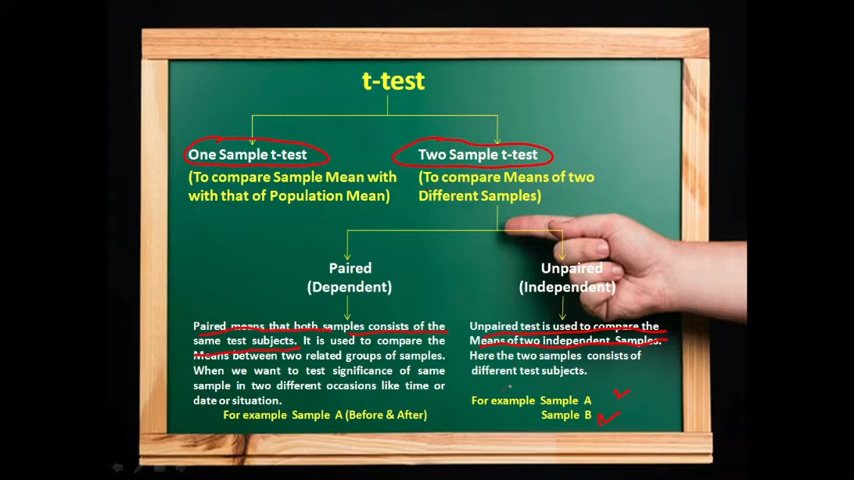 t-test
One Sample t-test
(To compare Sample Mean with
with that of Population Mean)
Two Sample t-test
(To compare Means of two
Different Samples)
Paired
(Dependent)
Unpaired
(Independent)
Paired means that both samples consists of the
same test subjects. It is used to compare the
Means between two related groups of samples.
When we want to test significance of same
sample in two different occasions like time or
date or situation.
For example Sample A (Before & After)
Unpaired test is used to compare the
Means of two independent Samples.
Here the two samples consists of
different test subjects.
For example Sample A
Sample B